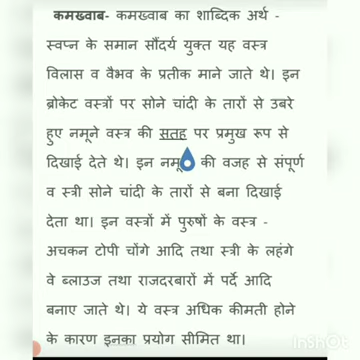 कमख्वाब- कमख्वाब का शाब्दिक अर्थ -
स्वप्न के समान सौंदर्य युक्त यह वस्त्र
विलास व वैभव के प्रतीक माने जाते थे। इन
ब्रोकेट वस्त्रों पर सोने चांदी के तारों से उबरे
हुए नमूने वस्त्र की सतह पर प्रमुख रूप से
दिखाई देते थे। इन की वजह से संपूर्ण
व स्त्री सोने चांदी के तारों से बना दिखाई
देता था। इन वस्त्रों में पुरुषों के वस्त्र -
अचकन टोपी चोंगे आदि तथा स्त्री के लहंगे
वे ब्लाउज तथा राजदरबारों में पर्दे आदि
बनाए जाते थे। ये वस्त्र अधिक कीमती होने
के कारण इनका प्रयोग सीमित था।
InShOt